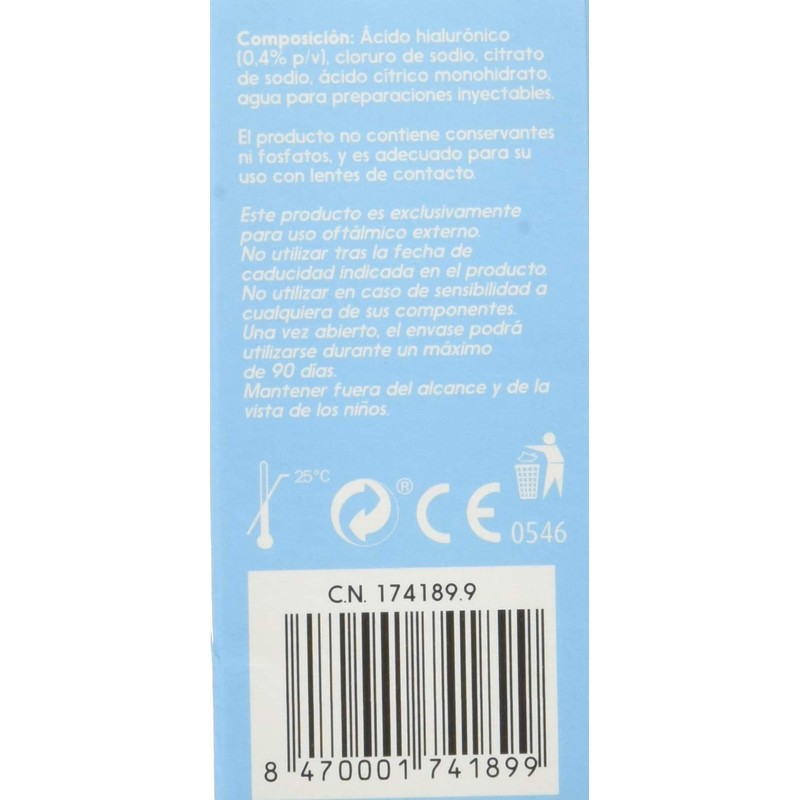 Composición: Ácido hialurónico
(0,4% p/v), cloruro de sodio, citrato
de sodio, ácido cítrico monohidrato,
agua para preparaciones inyectables.
El producto no contiene conservantes
ni fosfatos, y es adecuado para su
uso con lentes de contacto.
Este producto es exclusivamente
para uso oftálmico externo.
No utilizar tras la fecha de
caducidad indicada en el producto.
No utilizar en caso de sensibilidad a
cualquiera de sus componentes.
Una vez abierto, el envase podrá
utilizarse durante un máximo
de 90 días.
Mantener fuera del alcance y de la
vista de los niños.
25°C
®
CE
0546
C.N. 174189.9
8 470001 741899